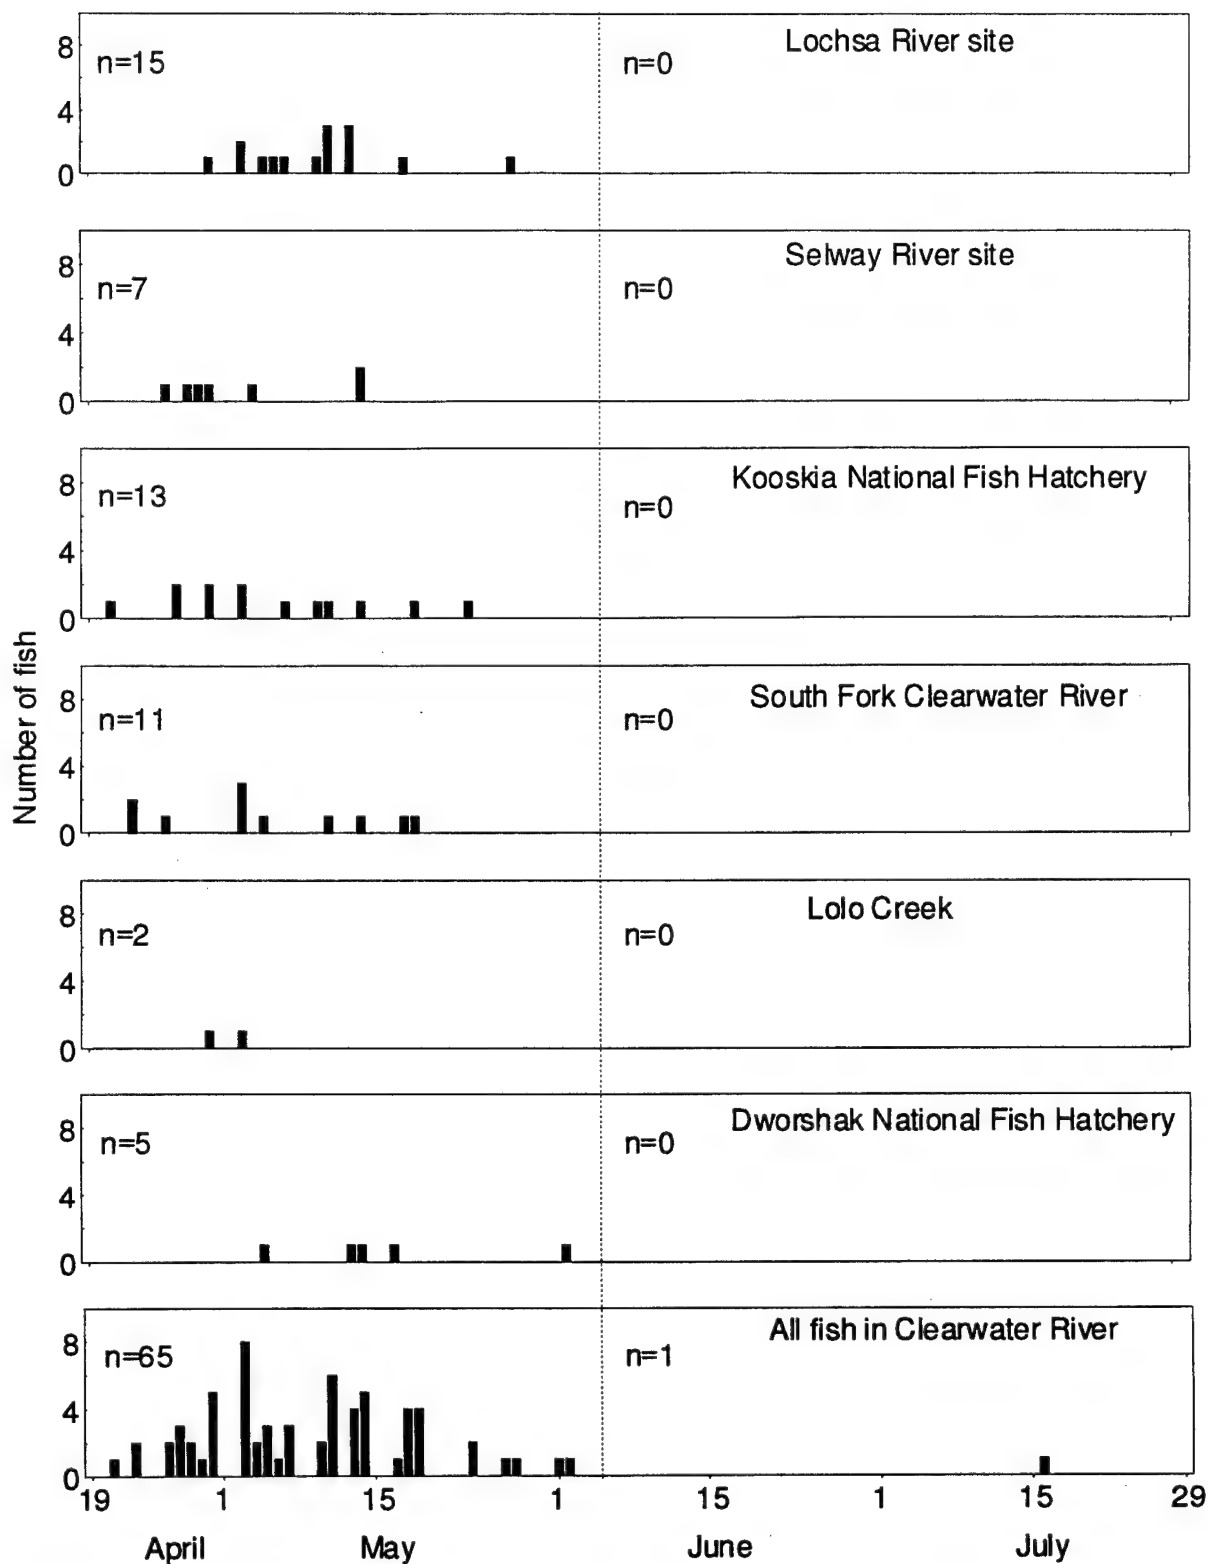 Number of fish
8
4
0
n=15
n=0
Lochsa River site
8
4
0
n=7
n=0
Selway River site
8
4
0
n=13
n=0
Kooskia National Fish Hatchery
8
4
0
n=11
n=0
South Fork Clearwater River
8
4
0
n=2
n=0
Lolo Creek
8
4
0
n=5
n=0
Dworshak National Fish Hatchery
8
4
0
n=65
n=1
All fish in Clearwater River
19 1 15 1 15 1 15 29
April May June July